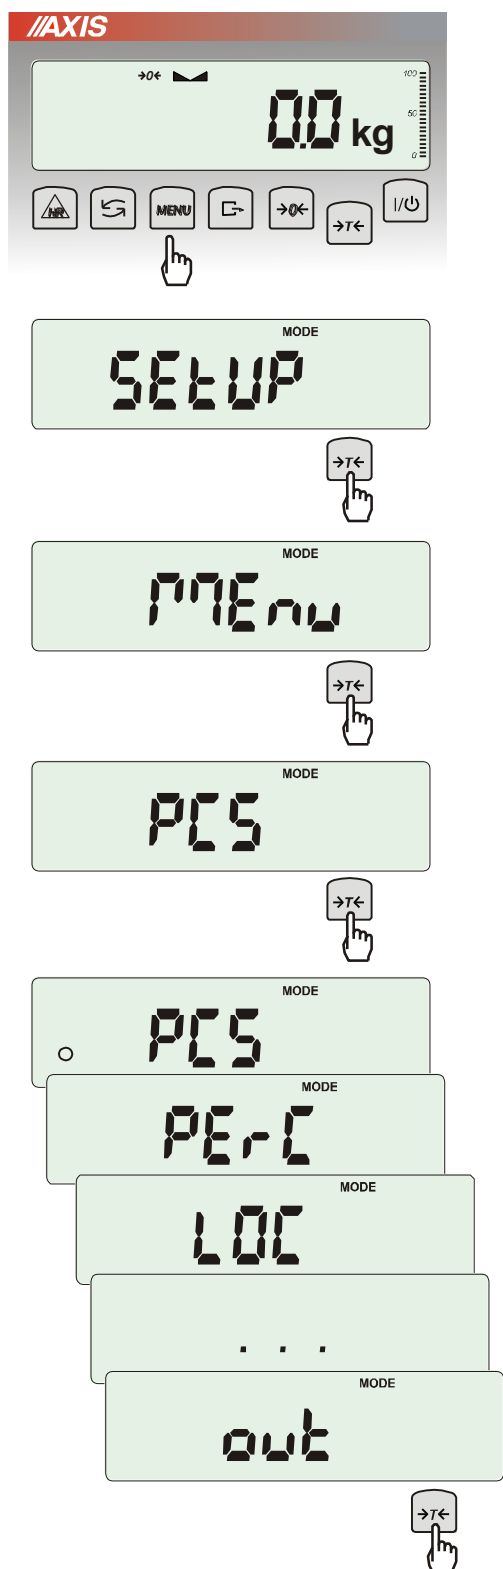 AXIS
→0←
100
0.0 kg
50
0
HR MENU →0← →T← I/
MODE
SEtUP
→T←
MODE
MEnu
→T←
MODE
PCS
→T←
MODE
PCS
MODE
PErC
MODE
LOC
. . .
MODE
out
→T←